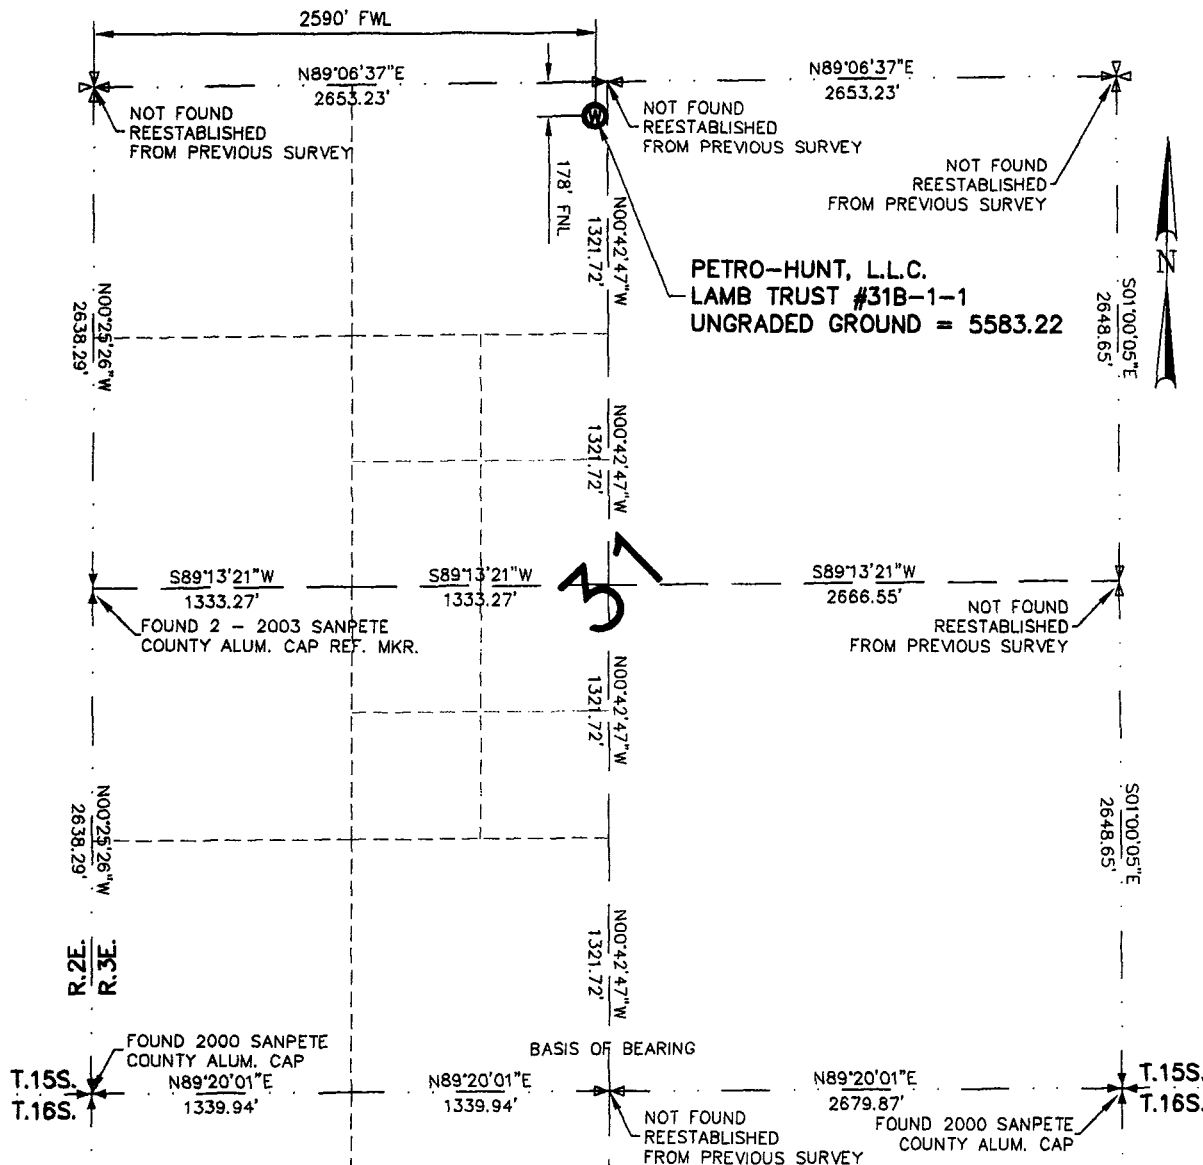 2590' FWL
N89°06'37"E
2653.23'
N89°06'37"E
2653.23'
NOT FOUND
REESTABLISHED
FROM PREVIOUS SURVEY
W
NOT FOUND
REESTABLISHED
FROM PREVIOUS SURVEY
NOT FOUND
REESTABLISHED
FROM PREVIOUS SURVEY
178' FNL
N00°42'47"W
1321.72'
N
PETRO-HUNT, L.L.C.
LAMB TRUST #31B-1-1
UNGRADED GROUND = 5583.22
N00°25'26"W
2638.29'
S01°00'05"E
2648.65'
N00°42'47"W
1321.72'
31
S89°13'21"W
1333.27'
S89°13'21"W
1333.27'
S89°13'21"W
2666.55'
FOUND 2 - 2003 SANPETE
COUNTY ALUM. CAP REF. MKR.
NOT FOUND
REESTABLISHED
FROM PREVIOUS SURVEY
N00°42'47"W
1321.72'
N00°25'26"W
2638.29'
S01°00'05"E
2648.65'
R.2E.
R.3E.
N00°42'47"W
1321.72'
FOUND 2000 SANPETE
COUNTY ALUM. CAP
BASIS OF BEARING
T.15S.
T.16S.
N89°20'01"E
1339.94'
N89°20'01"E
1339.94'
N89°20'01"E
2679.87'
T.15S.
T.16S.
NOT FOUND
REESTABLISHED
FROM PREVIOUS SURVEY
FOUND 2000 SANPETE
COUNTY ALUM. CAP